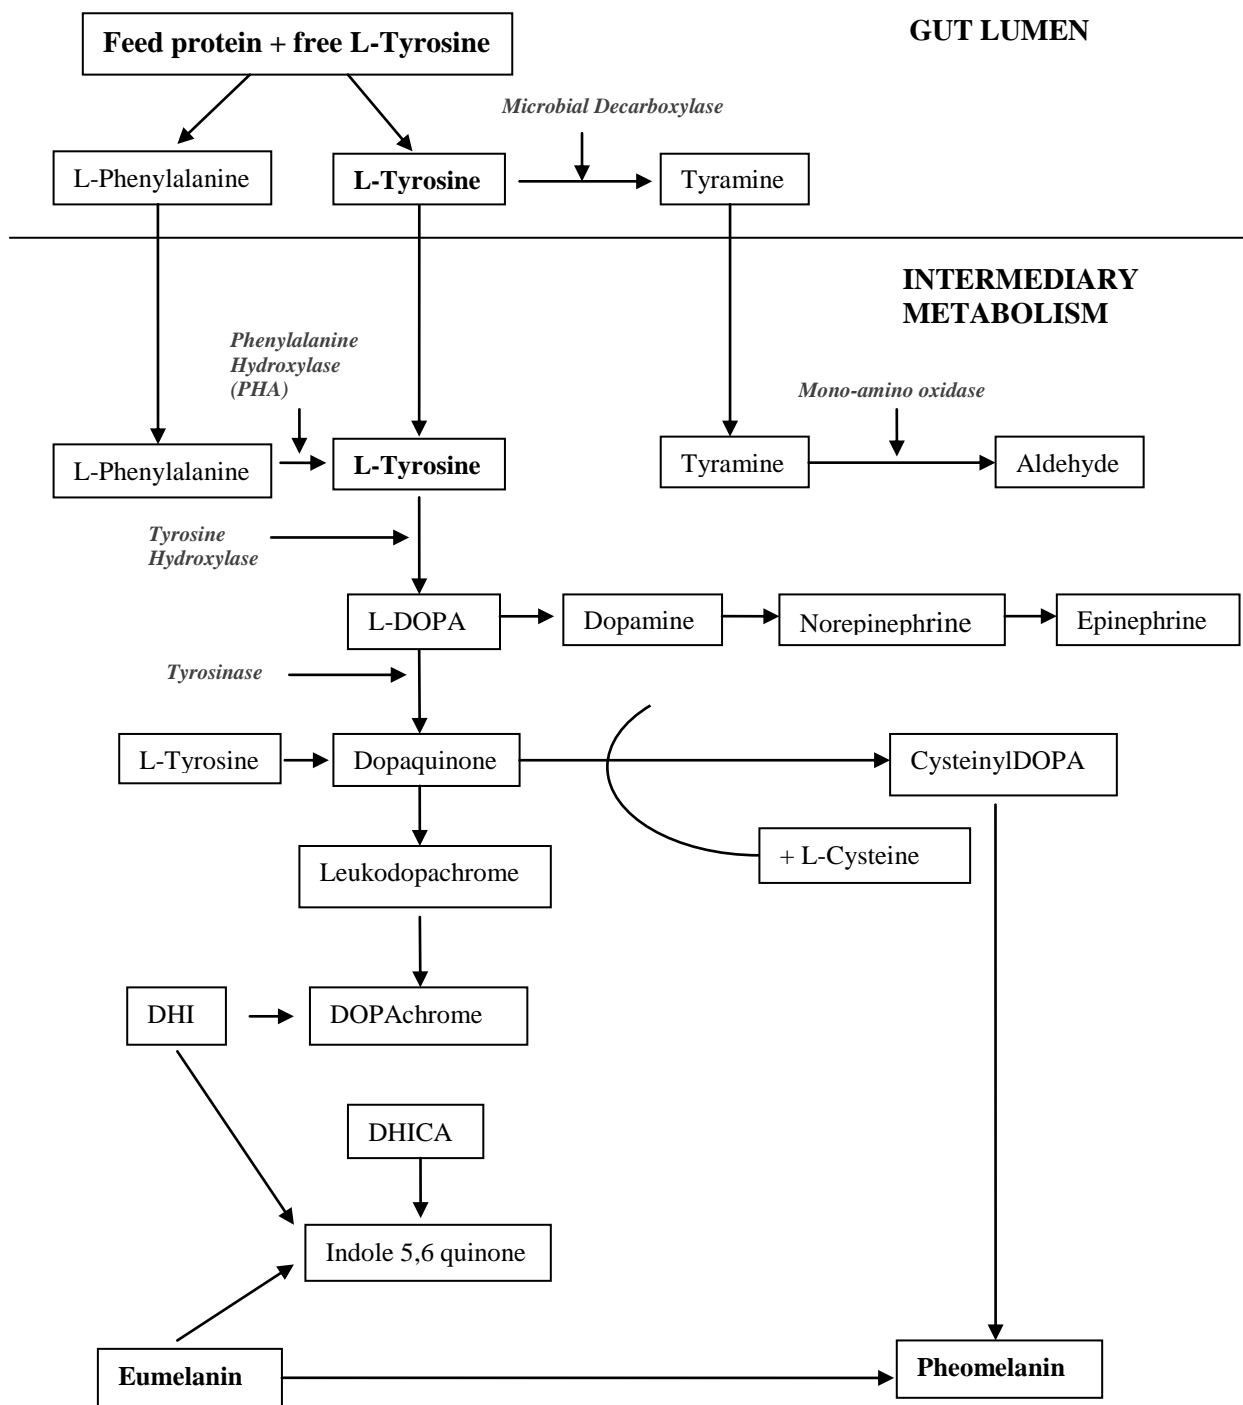 Feed protein + free L-Tyrosine
GUT LUMEN
Microbial Decarboxylase
L-Phenylalanine
L-Tyrosine
Tyramine
INTERMEDIARY
METABOLISM
Phenylalanine
Hydroxylase
(PHA)
Mono-amino oxidase
L-Phenylalanine
L-Tyrosine
Tyramine
Aldehyde
Tyrosine
Hydroxylase
L-DOPA
Dopamine
Norepinephrine
Epinephrine
Tyrosinase
L-Tyrosine
Dopaquinone
CysteinylDOPA
Leukodopachrome
+ L-Cysteine
DHI
DOPAchrome
DHICA
Indole 5,6 quinone
Eumelanin
Pheomelanin